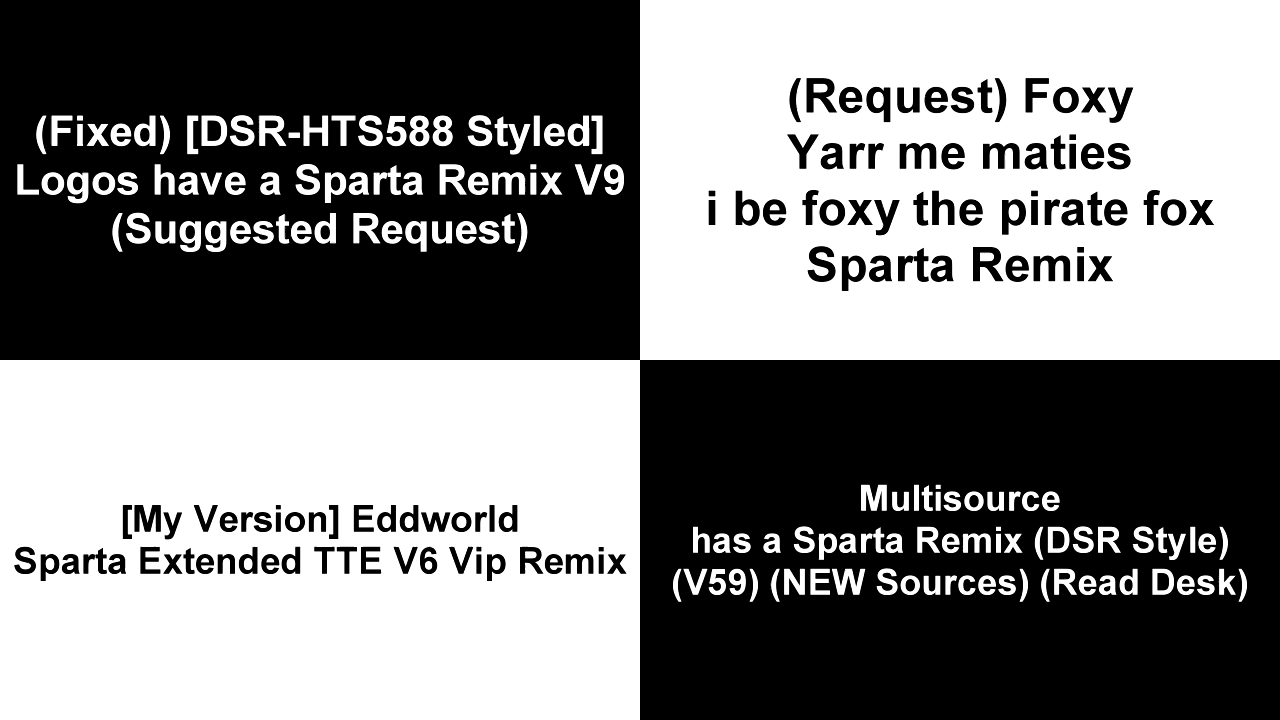 (Fixed) [DSR-HTS588 Styled]
Logos have a Sparta Remix V9
(Suggested Request)
(Request) Foxy
Yarr me maties
i be foxy the pirate fox
Sparta Remix
[My Version] Eddworld
Sparta Extended TTE V6 Vip Remix
Multisource
has a Sparta Remix (DSR Style)
(V59) (NEW Sources) (Read Desk)